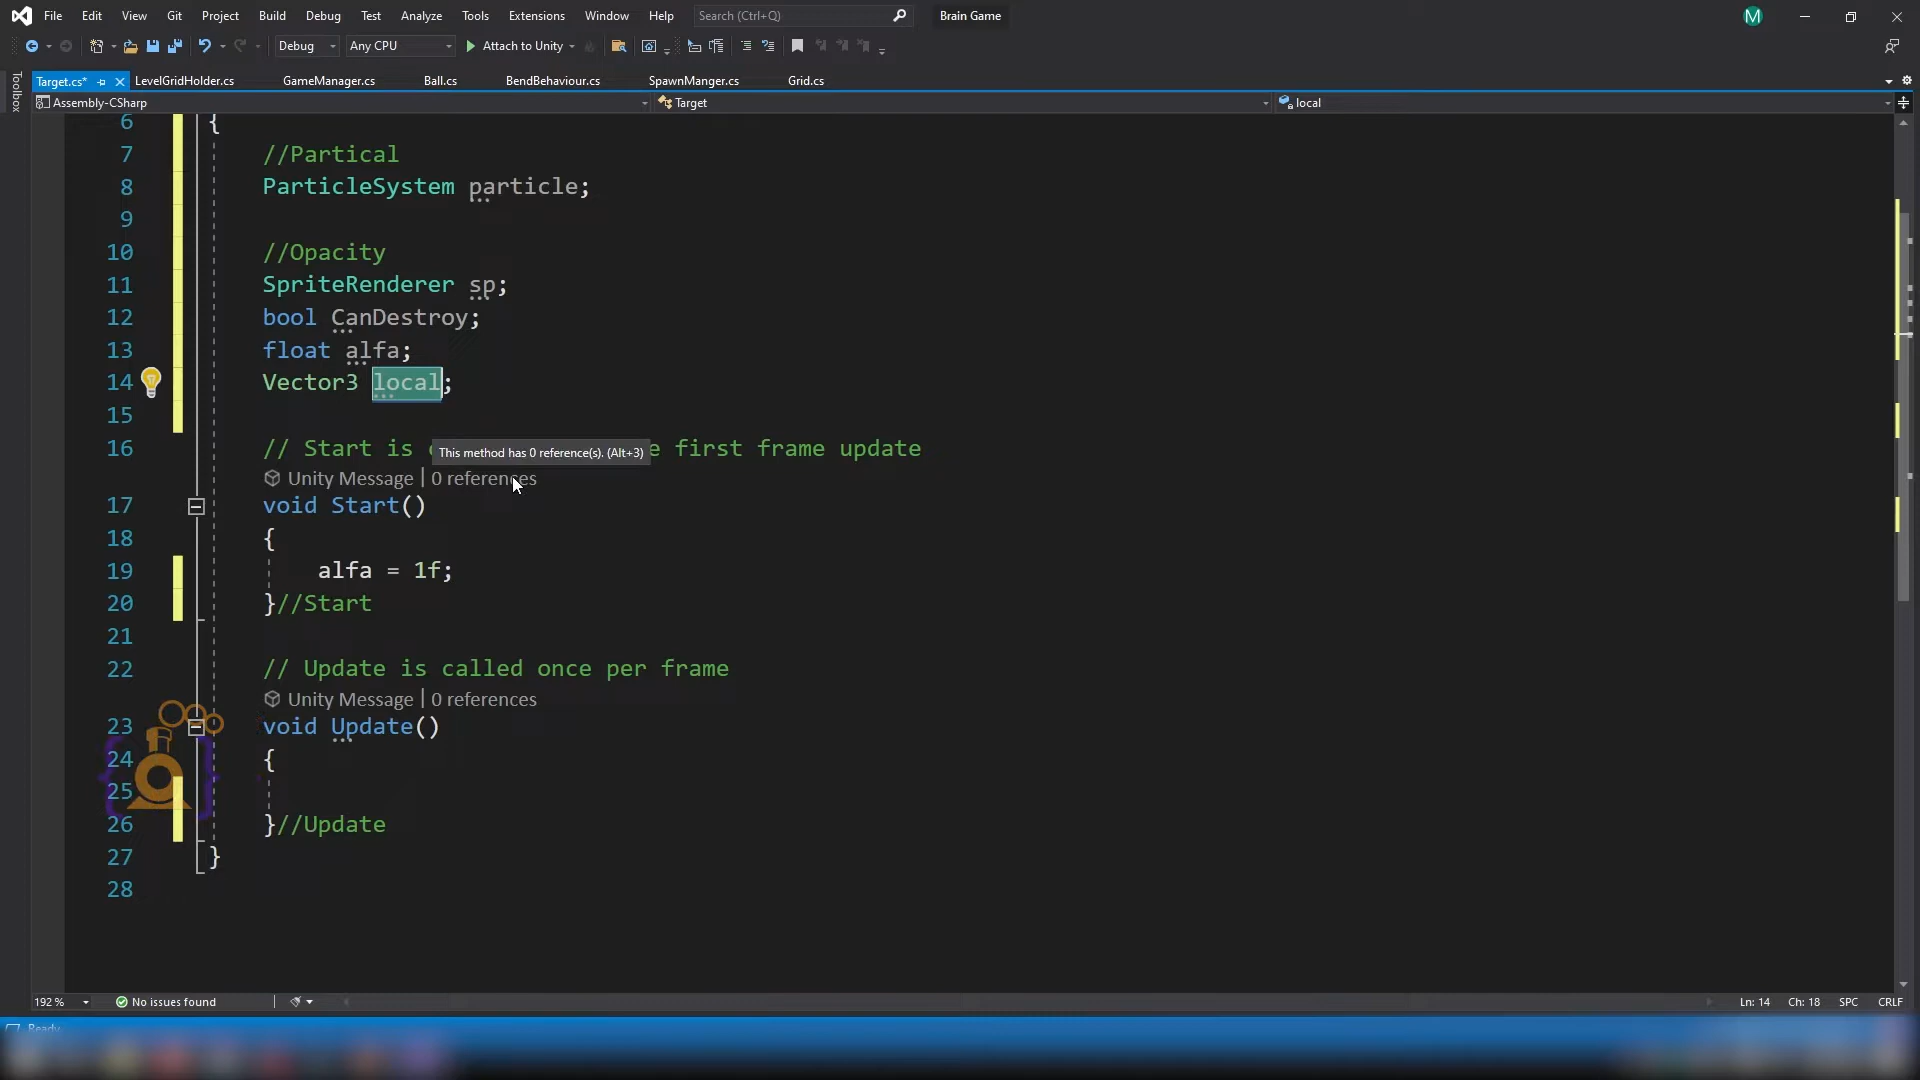 File Edit View Git Project Build Debug Test Analyze Tools Extensions Window Help Search (Ctrl+Q) Brain Game M
Debug Any CPU Attach to Unity
Toolbox
Target.cs* LevelGridHolder.cs GameManager.cs Ball.cs BendBehaviour.cs SpawnManger.cs Grid.cs
Assembly-CSharp Target local
6 {
7 //Partical
8 ParticleSystem particle;
9
10 //Opacity
11 SpriteRenderer sp;
12 bool CanDestroy;
13 float alfa;
14 Vector3 local;
15
16 // Start is e first frame update
This method has 0 reference(s). (Alt+3)
Unity Message | 0 references
17 void Start()
18 {
19 alfa = 1f;
20 }//Start
21
22 // Update is called once per frame
Unity Message | 0 references
23 void Update()
24 {
25
26 }//Update
27 }
28
192 % No issues found Ln: 14 Ch: 18 SPC CRLF
Ready